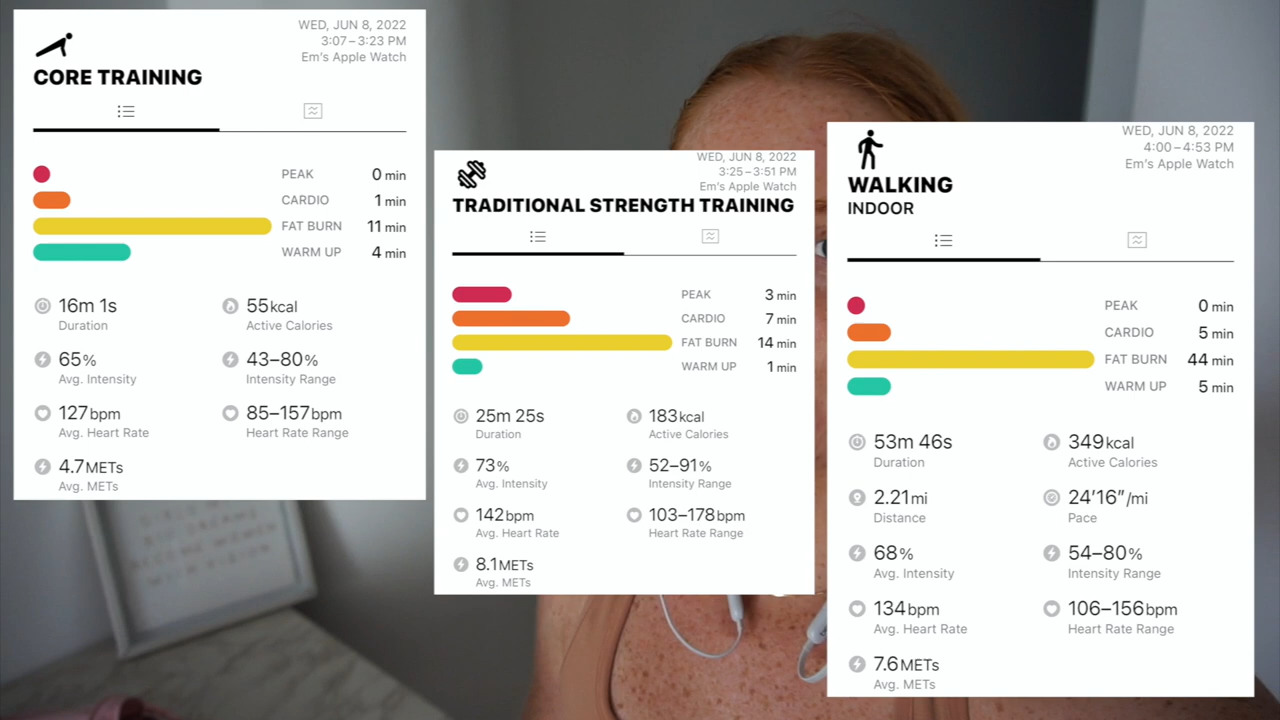 WED, JUN 8, 2022
3:07–3:23 PM
Em's Apple Watch
CORE TRAINING
PEAK 0 min
CARDIO 1 min
FAT BURN 11 min
WARM UP 4 min
16m 1s 55kcal
Duration Active Calories
65% 43–80%
Avg. Intensity Intensity Range
127bpm 85–157bpm
Avg. Heart Rate Heart Rate Range
4.7METs
Avg. METs
WED, JUN 8, 2022
3:25–3:51 PM
Em's Apple Watch
TRADITIONAL STRENGTH TRAINING
PEAK 3 min
CARDIO 7 min
FAT BURN 14 min
WARM UP 1 min
25m 25s 183kcal
Duration Active Calories
73% 52–91%
Avg. Intensity Intensity Range
142bpm 103–178bpm
Avg. Heart Rate Heart Rate Range
8.1METs
Avg. METs
WED, JUN 8, 2022
4:00–4:53 PM
Em's Apple Watch
WALKING
INDOOR
PEAK 0 min
CARDIO 5 min
FAT BURN 44 min
WARM UP 5 min
53m 46s 349kcal
Duration Active Calories
2.21mi 24'16"/mi
Distance Pace
68% 54–80%
Avg. Intensity Intensity Range
134bpm 106–156bpm
Avg. Heart Rate Heart Rate Range
7.6METs
Avg. METs